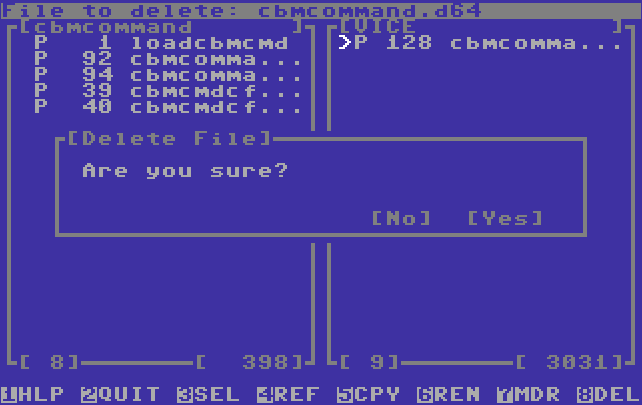 File to delete: cbmcommand.d64
[cbmcommand ] [VICE ]
P 1 loadcbmcmd >P 128 cbmcomma...
P 92 cbmcomma...
P 94 cbmcomma...
P 39 cbmcmdcf...
P 40 cbmcmdcf...
[Delete File]
Are you sure?
[No] [Yes]
[ 8] [ 398] [ 9] [ 3031]
1HLP 2QUIT 3SEL 4REF 5CPY 6REN 7MDR 8DEL